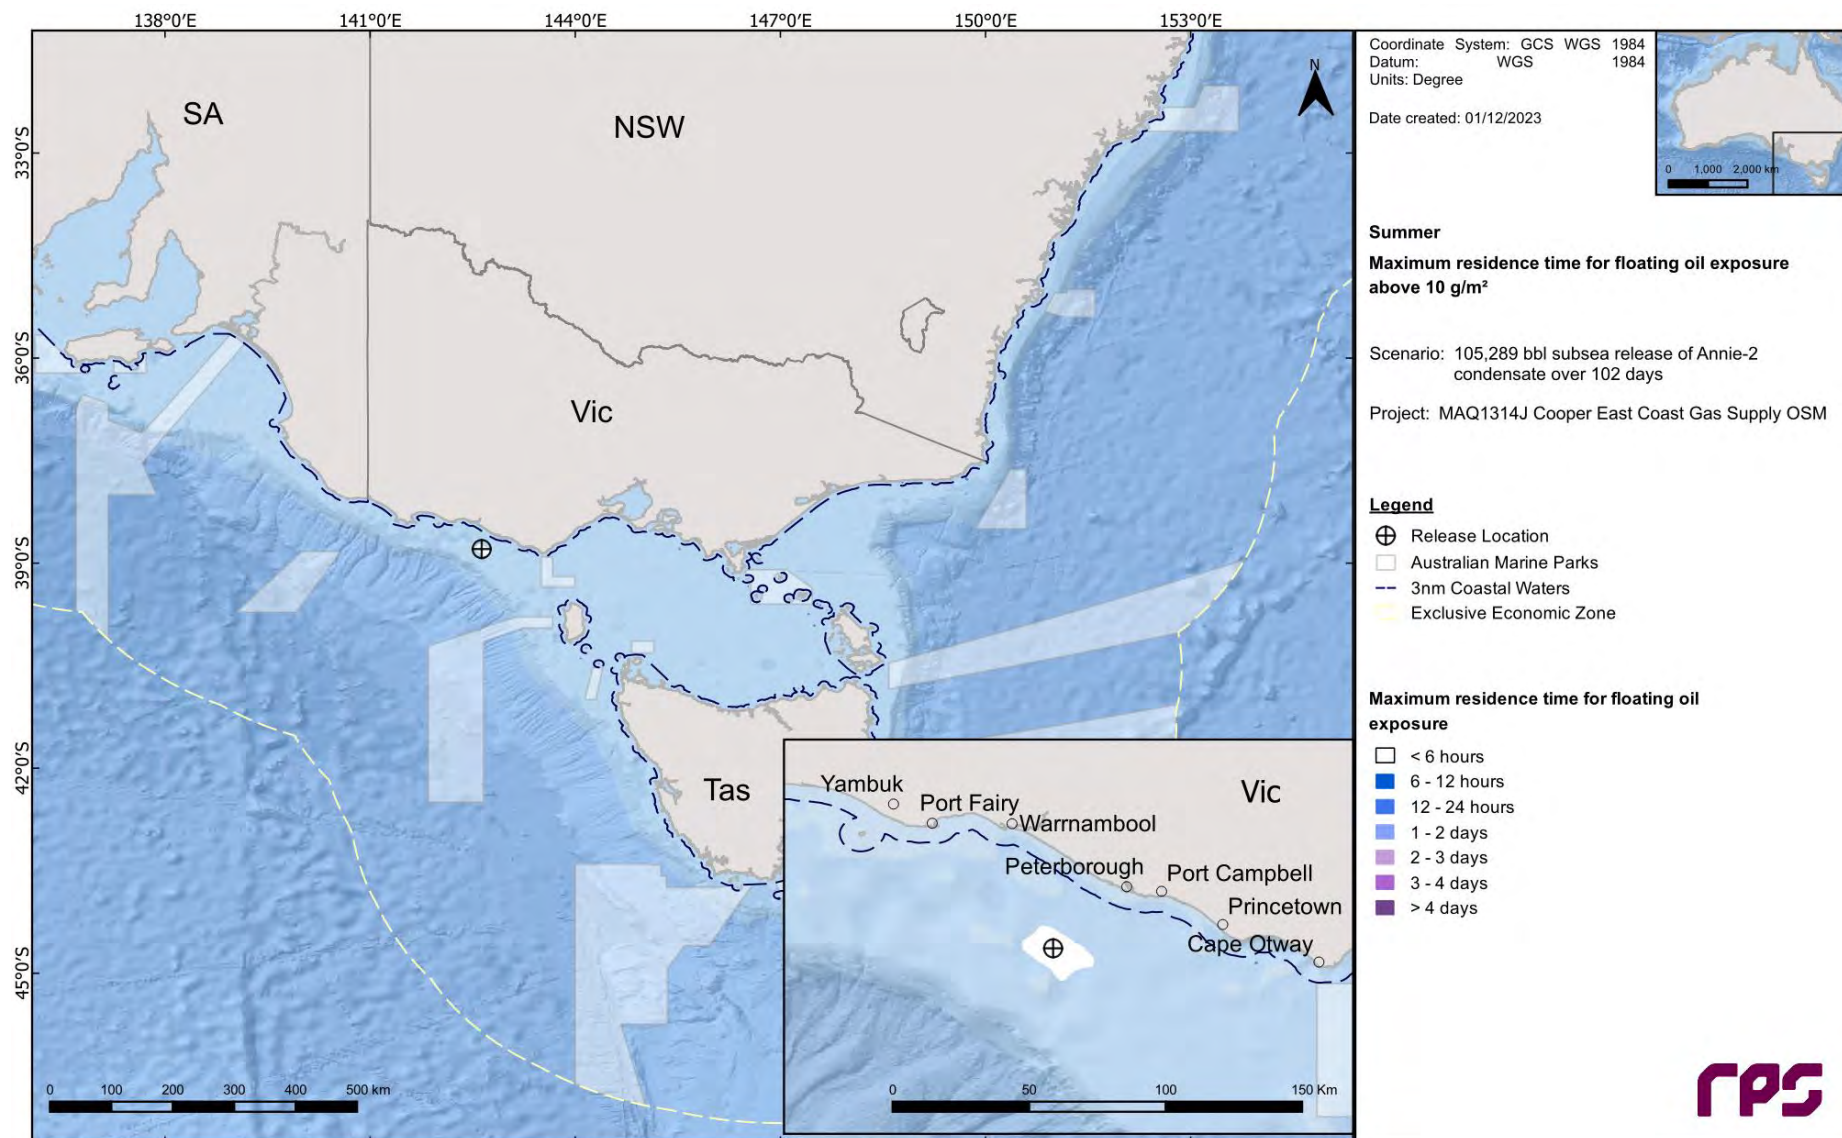 138°0'E 141°0'E 144°0'E 147°0'E 150°0'E 153°0'E
33°0'S
36°0'S
39°0'S
42°0'S
45°0'S
SA
NSW
Vic
Tas
N
0 100 200 300 400 500 km
Vic
Yambuk
Port Fairy
Warrnambool
Peterborough
Port Campbell
Princetown
Cape Otway
0 50 100 150 Km
Coordinate System: GCS WGS 1984
Datum: WGS 1984
Units: Degree
Date created: 01/12/2023
0 1,000 2,000 km
Summer
Maximum residence time for floating oil exposure
above 10 g/m²
Scenario: 105,289 bbl subsea release of Annie-2
condensate over 102 days
Project: MAQ1314J Cooper East Coast Gas Supply OSM
Legend
Release Location
Australian Marine Parks
3nm Coastal Waters
Exclusive Economic Zone
Maximum residence time for floating oil
exposure
< 6 hours
6 - 12 hours
12 - 24 hours
1 - 2 days
2 - 3 days
3 - 4 days
> 4 days
rps